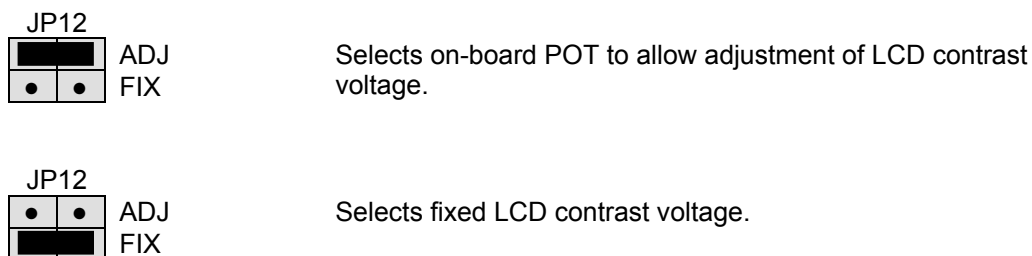 JP12
ADJ Selects on-board POT to allow adjustment of LCD contrast
FIX voltage.
JP12
ADJ Selects fixed LCD contrast voltage.
FIX